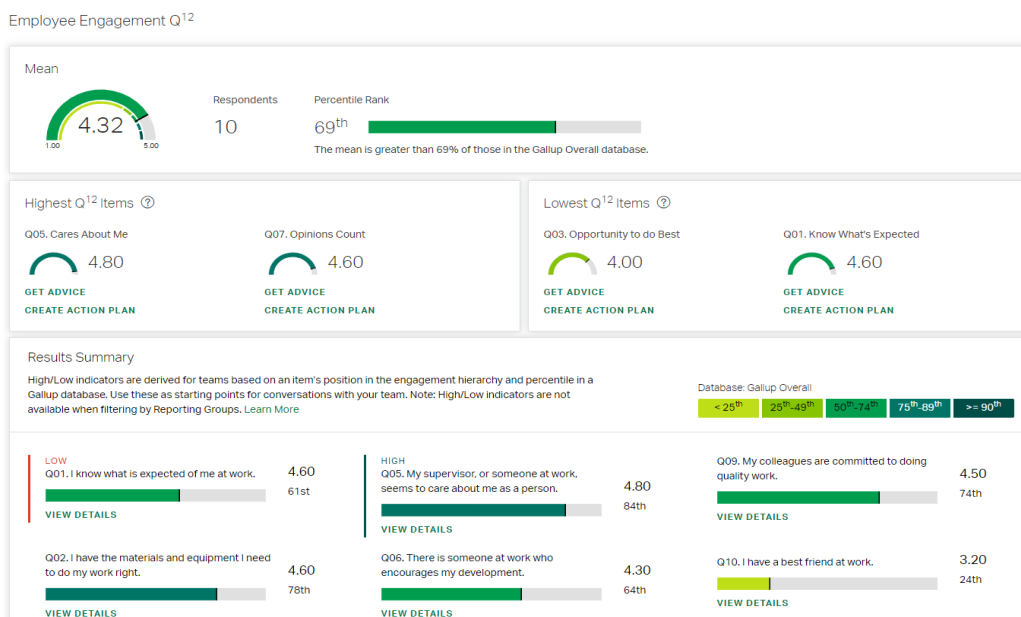 Employee Engagement Q12
Mean
4.32
1.00
5.00
Respondents
10
Percentile Rank
69th
The mean is greater than 69% of those in the Gallup Overall database.
Highest Q12 Items ?
Q05. Cares About Me
4.80
GET ADVICE
CREATE ACTION PLAN
Q07. Opinions Count
4.60
GET ADVICE
CREATE ACTION PLAN
Lowest Q12 Items ?
Q03. Opportunity to do Best
4.00
GET ADVICE
CREATE ACTION PLAN
Q01. Know What's Expected
4.60
GET ADVICE
CREATE ACTION PLAN
Results Summary
High/Low indicators are derived for teams based on an item's position in the engagement hierarchy and percentile in a
Gallup database. Use these as starting points for conversations with your team. Note: High/Low indicators are not
available when filtering by Reporting Groups. Learn More
Database: Gallup Overall
< 25th
25th-49th
50th-74th
75th-89th
>= 90th
LOW
Q01. I know what is expected of me at work.
4.60
61st
VIEW DETAILS
HIGH
Q05. My supervisor, or someone at work,
seems to care about me as a person.
4.80
84th
VIEW DETAILS
Q09. My colleagues are committed to doing
quality work.
4.50
74th
VIEW DETAILS
Q02. I have the materials and equipment I need
to do my work right.
4.60
78th
VIEW DETAILS
Q06. There is someone at work who
encourages my development.
4.30
64th
VIEW DETAILS
Q10. I have a best friend at work.
3.20
24th
VIEW DETAILS